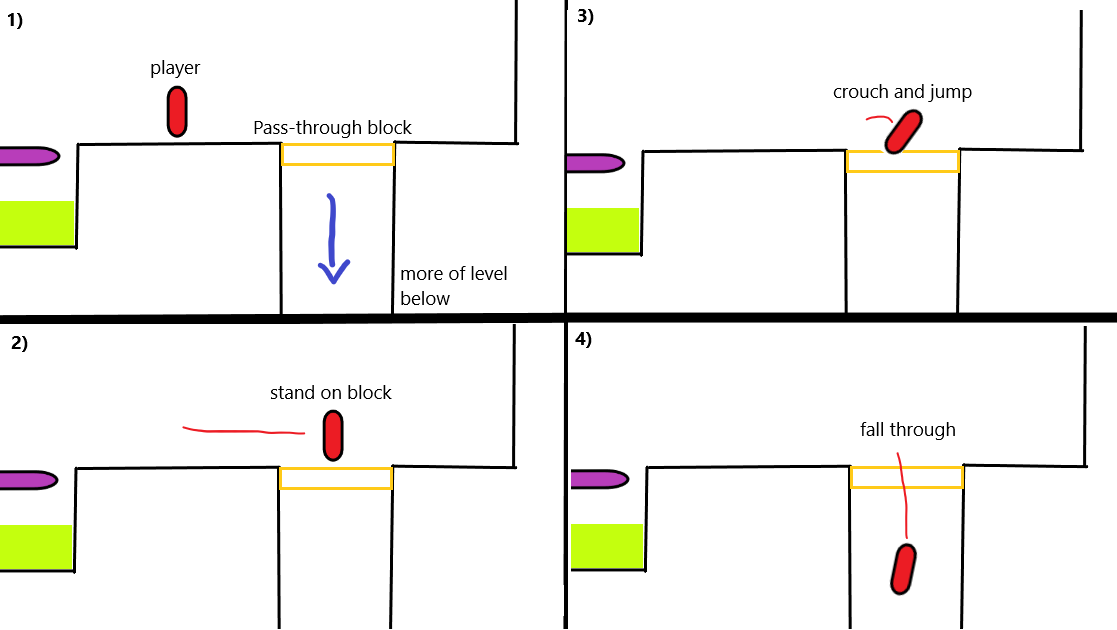 1)
player
Pass-through block
more of level
below
2)
stand on block
3)
crouch and jump
4)
fall through